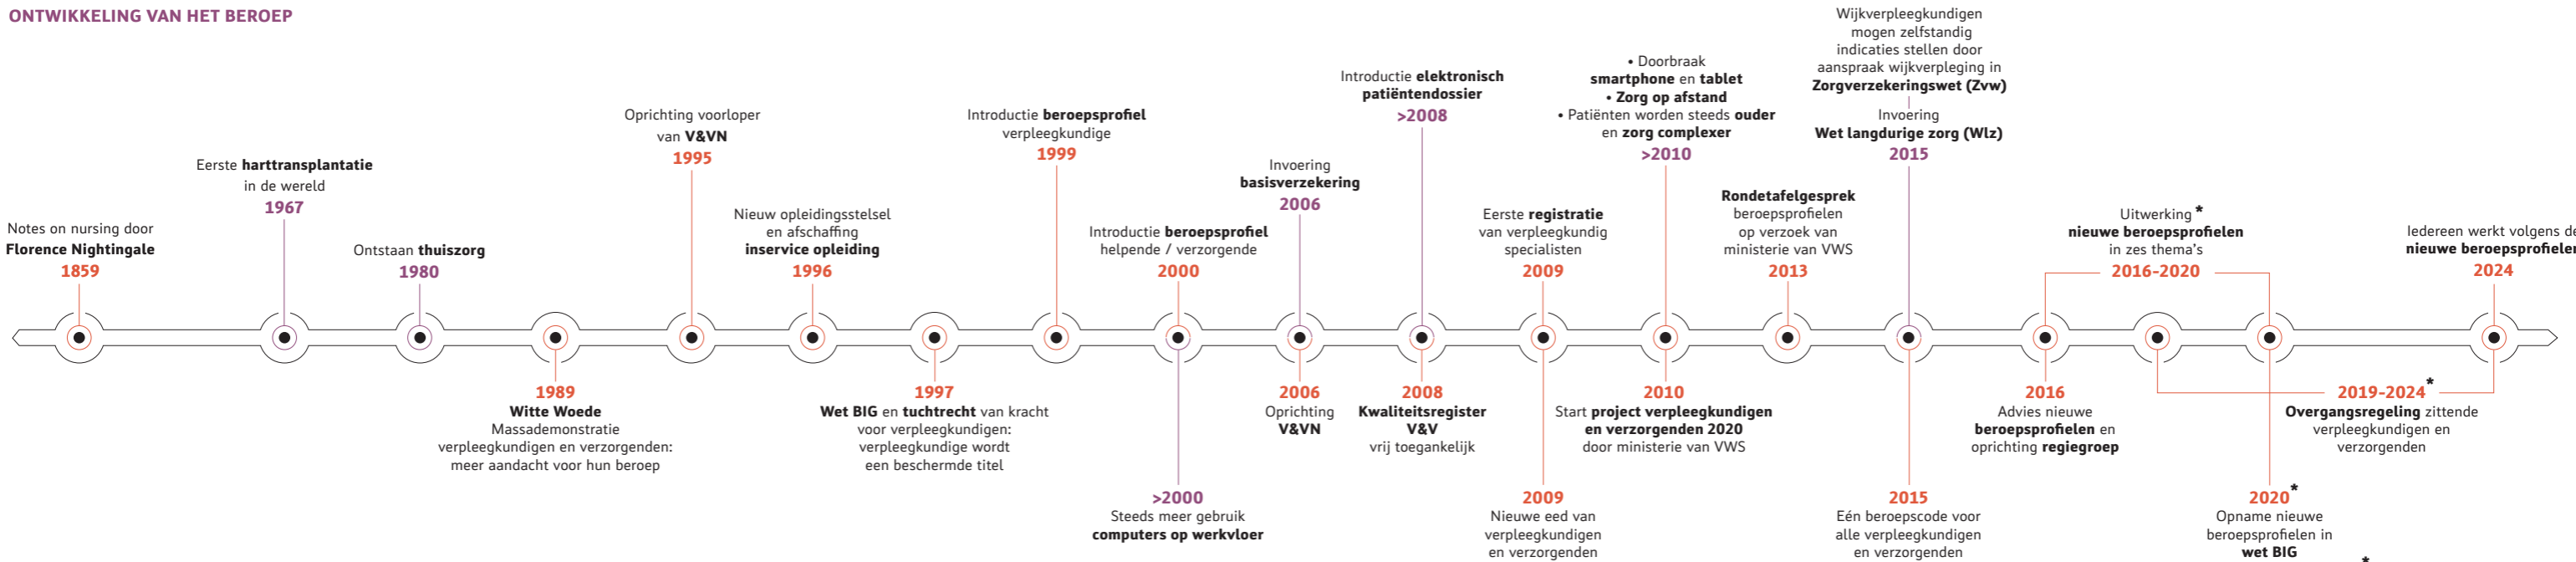 ONTWIKKELING VAN HET BEROEP
Notes on nursing door
Florence Nightingale
1859
Eerste harttransplantatie
in de wereld
1967
Ontstaan thuiszorg
1980
1989
Witte Woede
Massademonstratie
verpleegkundigen en verzorgenden:
meer aandacht voor hun beroep
Oprichting voorloper
van V&VN
1995
Nieuw opleidingsstelsel
en afschaffing
inservice opleiding
1996
1997
Wet BIG en tuchtrecht van kracht
voor verpleegkundigen:
verpleegkundige wordt
een beschermde titel
Introductie beroepsprofiel
verpleegkundige
1999
Introductie beroepsprofiel
helpende / verzorgende
2000
>2000
Steeds meer gebruik
computers op werkvloer
Invoering
basisverzekering
2006
2006
Oprichting
V&VN
Introductie elektronisch
patiëntendossier
>2008
2008
Kwaliteitsregister
V&V
vrij toegankelijk
Eerste registratie
van verpleegkundig
specialisten
2009
2009
Nieuwe eed van
verpleegkundigen
en verzorgenden
• Doorbraak
smartphone en tablet
• Zorg op afstand
• Patiënten worden steeds ouder
en zorg complexer
>2010
2010
Start project verpleegkundigen
en verzorgenden 2020
door ministerie van VWS
Rondetafelgesprek
beroepsprofielen
op verzoek van
ministerie van VWS
2013
Wijkverpleegkundigen
mogen zelfstandig
indicaties stellen door
aanspraak wijkverpleging in
Zorgverzekeringswet (Zvw)
Invoering
Wet langdurige zorg (Wlz)
2015
2015
Eén beroepscode voor
alle verpleegkundigen
en verzorgenden
Uitwerking *
nieuwe beroepsprofielen
in zes thema's
2016-2020
2016
Advies nieuwe
beroepsprofielen en
oprichting regiegroep
2020*
Opname nieuwe
beroepsprofielen in
wet BIG
*
2019-2024*
Overgangsregeling zittende
verpleegkundigen en
verzorgenden
Iedereen werkt volgens de
nieuwe beroepsprofielen
2024